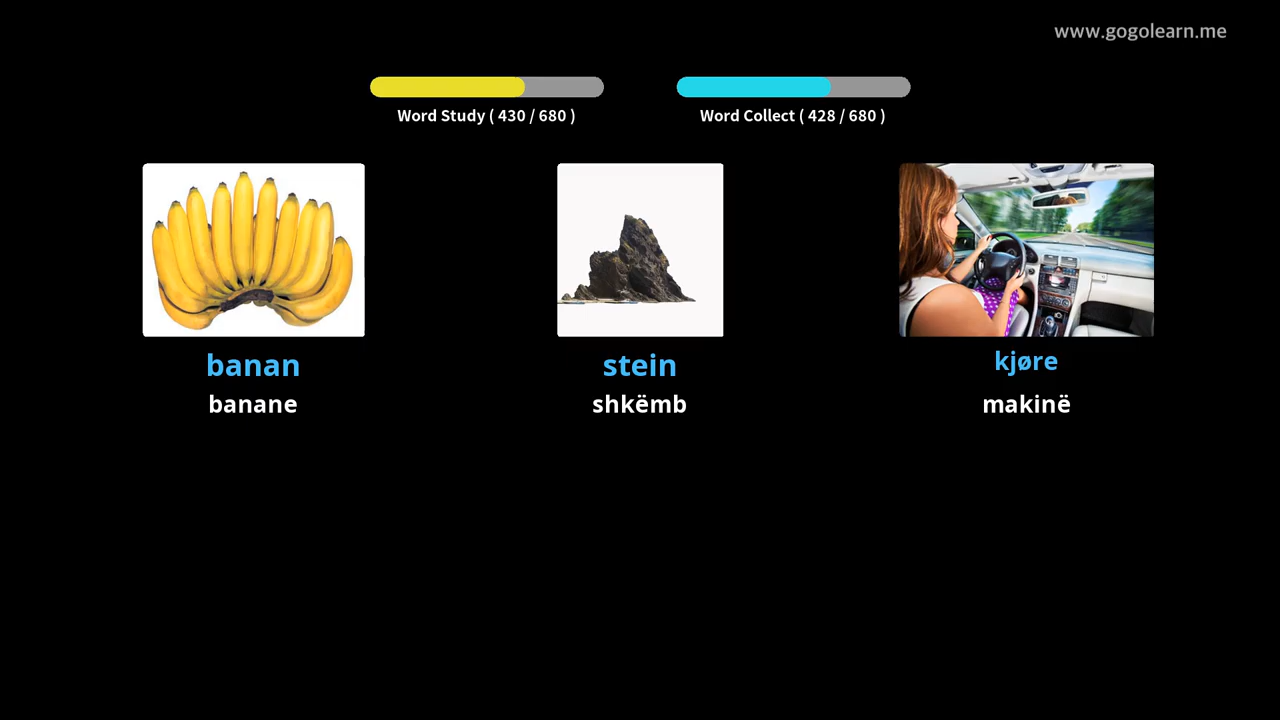 www.gogolearn.me
Word Study ( 430 / 680 )
Word Collect ( 428 / 680 )
banan
banane
stein
shkëmb
kjøre
makinë